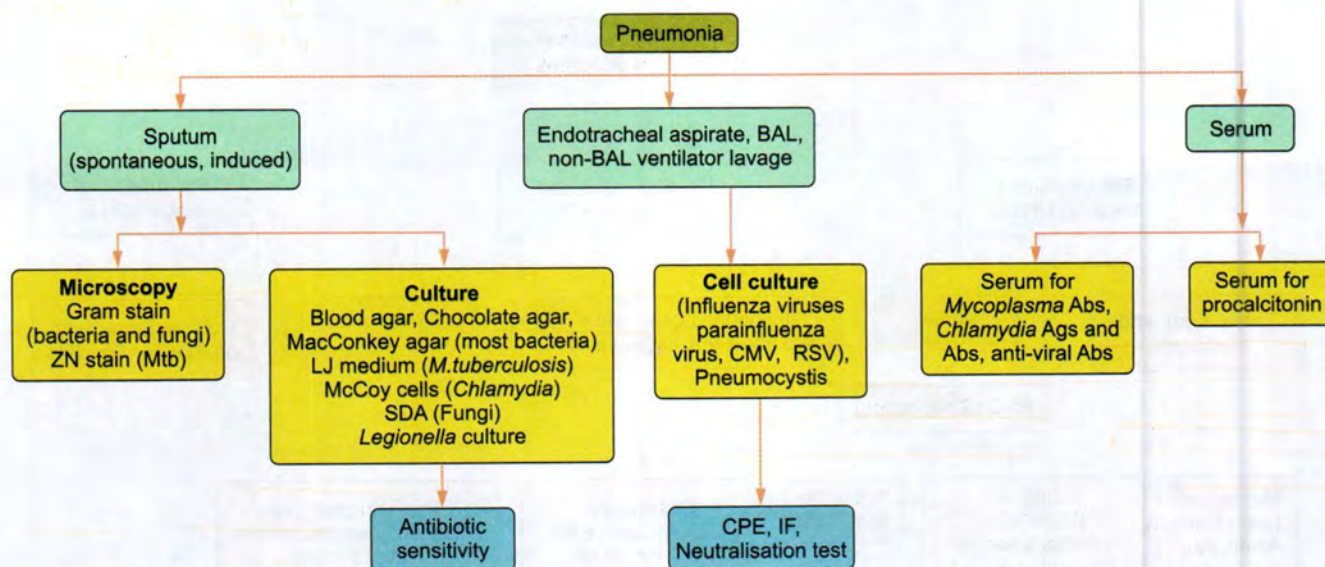 Pneumonia
Sputum
(spontaneous, induced)
Endotracheal aspirate, BAL,
non-BAL ventilator lavage
Serum
Microscopy
Gram stain
(bacteria and fungi)
ZN stain (Mtb)
Culture
Blood agar, Chocolate agar,
MacConkey agar (most bacteria)
LJ medium (M.tuberculosis)
McCoy cells (Chlamydia)
SDA (Fungi)
Legionella culture
Cell culture
(Influenza viruses
parainfluenza
virus, CMV, RSV),
Pneumocystis
Serum for
Mycoplasma Abs,
Chlamydia Ags and
Abs, anti-viral Abs
Serum for
procalcitonin
Antibiotic
sensitivity
CPE, IF,
Neutralisation test